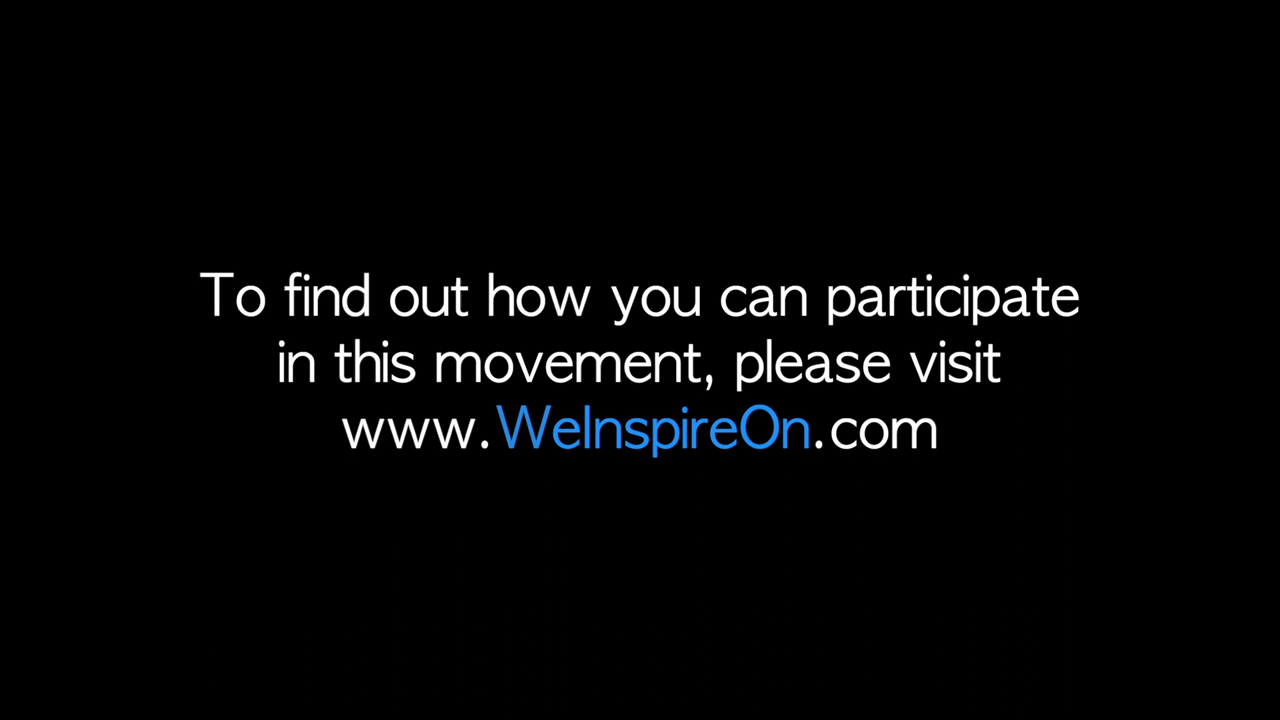 To find out how you can participate
in this movement, please visit
www.WeInspireOn.com